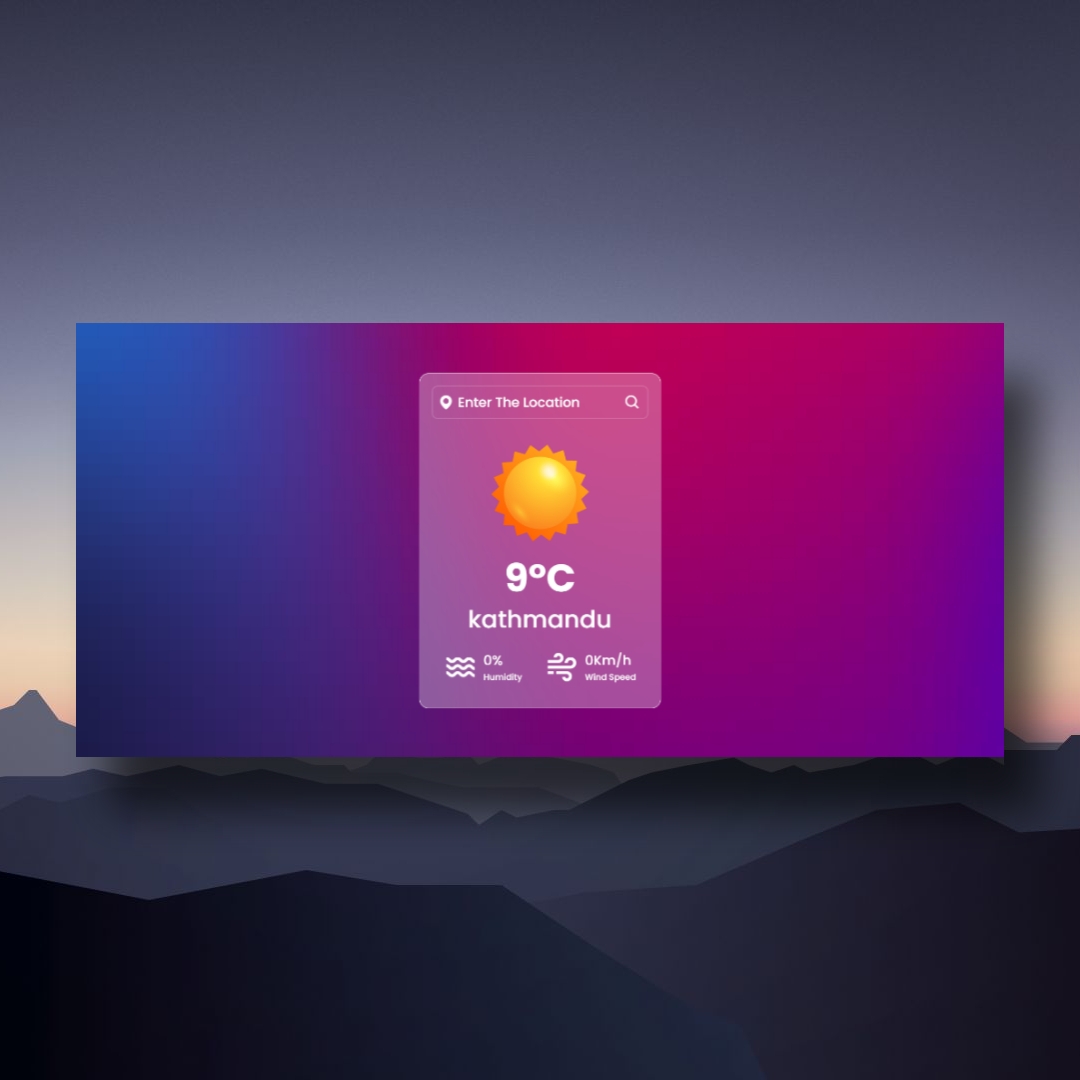 Enter The Location
9°C
kathmandu
0%
Humidity
0Km/h
Wind Speed